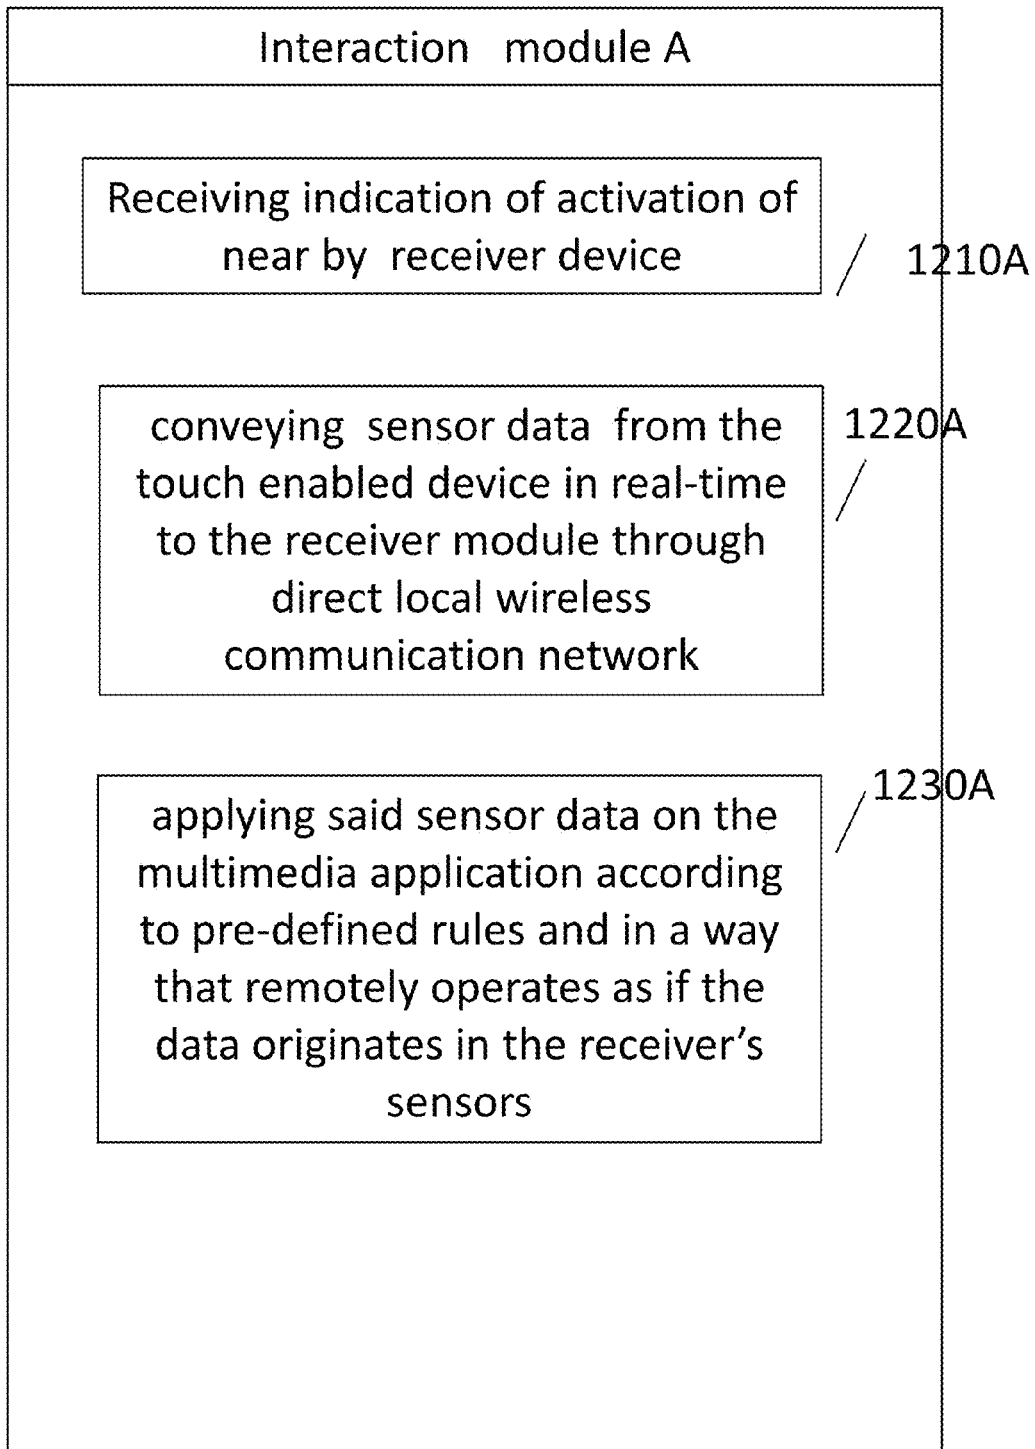 Interaction module A
Receiving indication of activation of
near by receiver device
1210A
conveying sensor data from the
touch enabled device in real-time
to the receiver module through
direct local wireless
communication network
1220A
applying said sensor data on the
multimedia application according
to pre-defined rules and in a way
that remotely operates as if the
data originates in the receiver’s
sensors
1230A